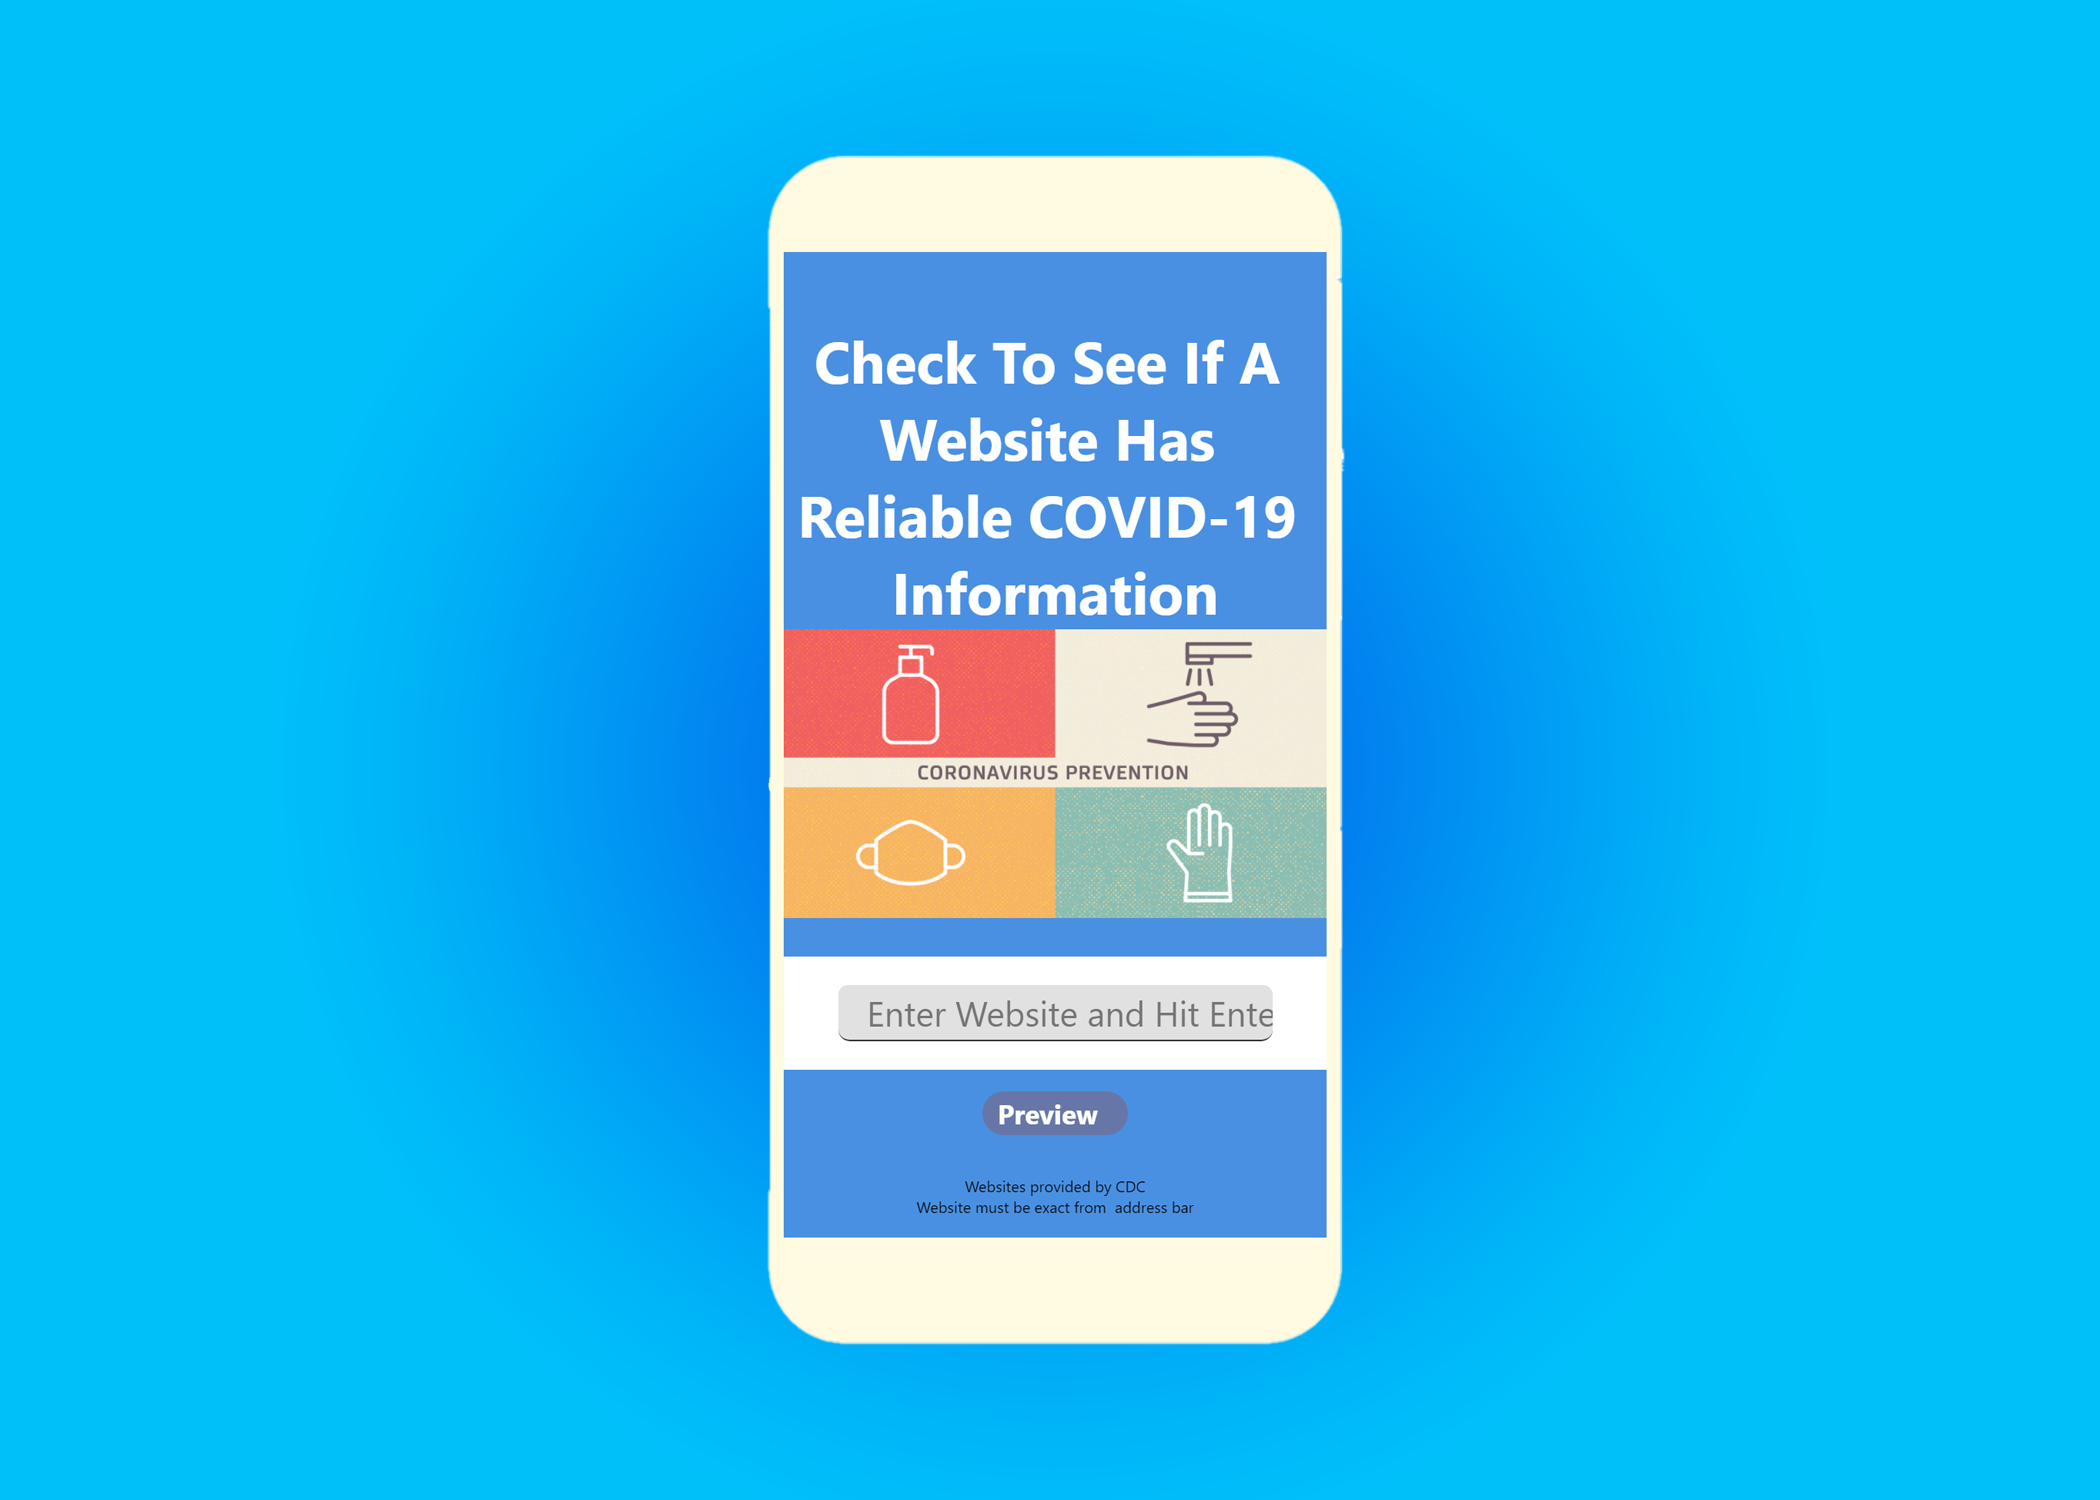 Check To See If A
Website Has
Reliable COVID-19
Information
CORONAVIRUS PREVENTION
Enter Website and Hit Ente
Preview
Websites provided by CDC
Website must be exact from  address bar